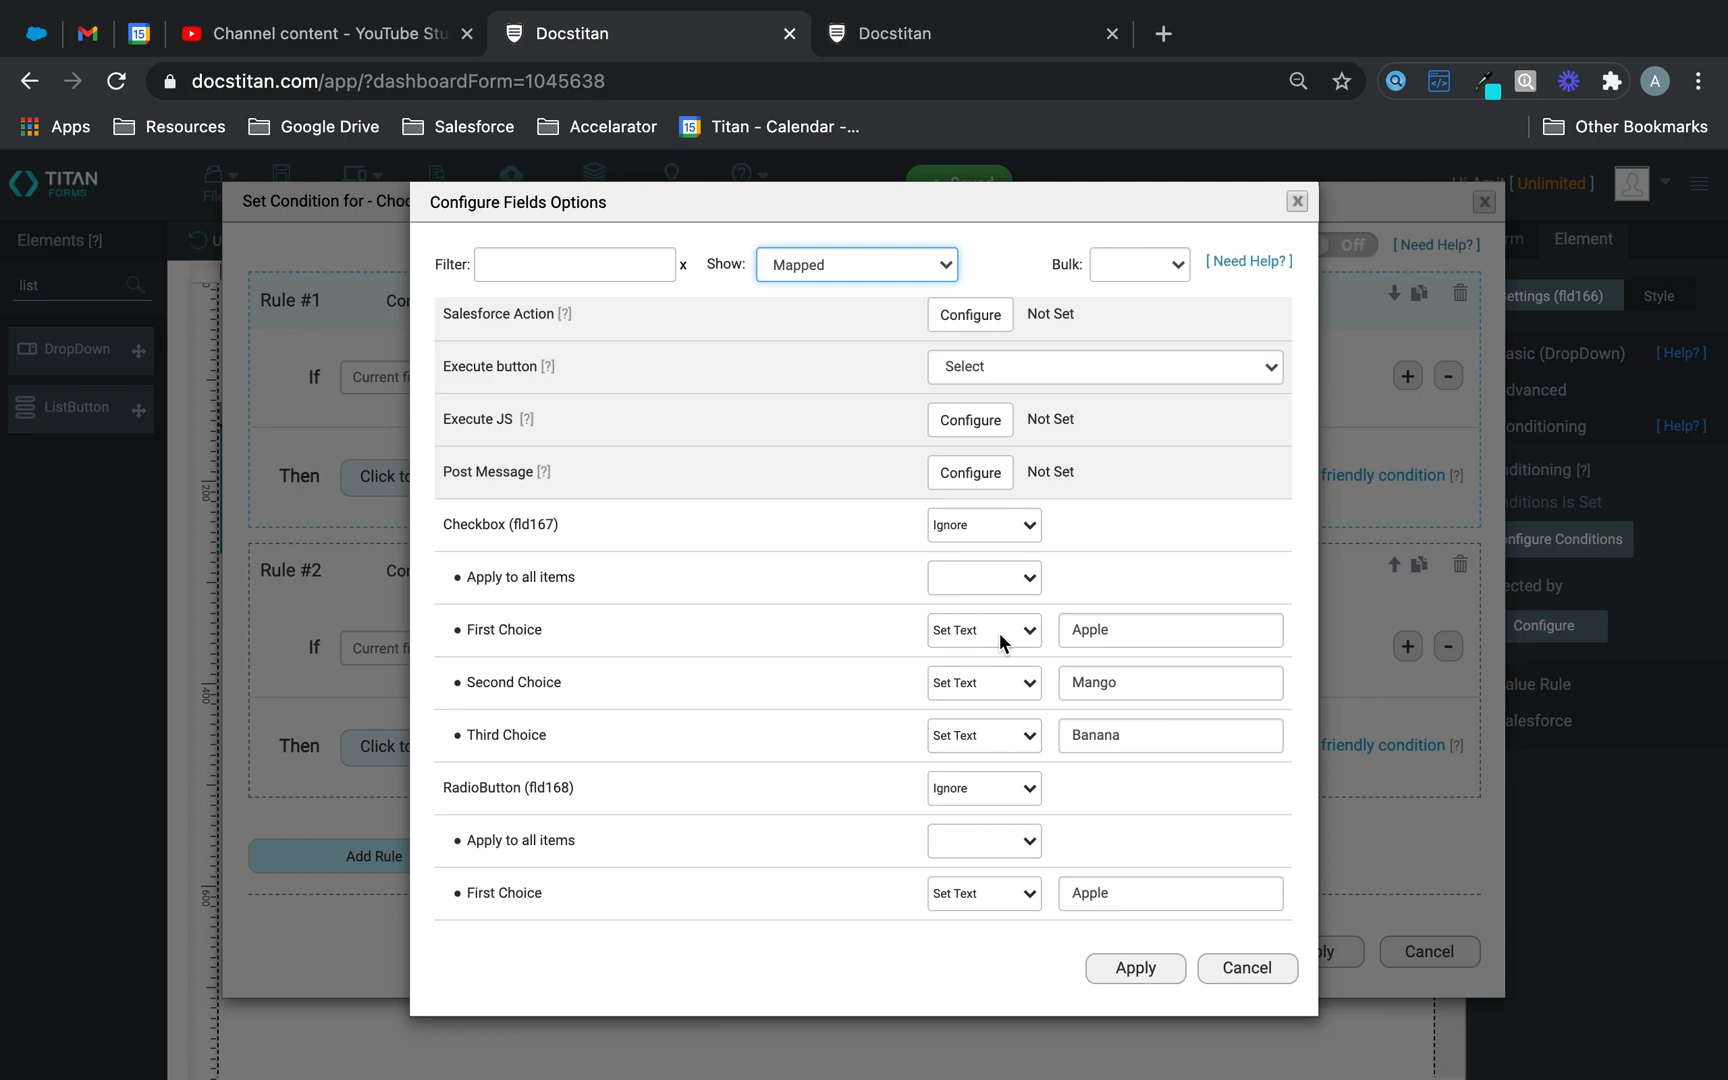 Channel content - YouTube Stu
Docstitan
Docstitan
docstitan.com/app/?dashboardForm=1045638
A
Apps
Resources
Google Drive
Salesforce
Accelarator
15
Titan - Calendar -...
Other Bookmarks
TITAN
FORMS
[ Unlimited ]
Set Condition for - Choo
Configure Fields Options
X
X
Elements [?]
Off
[ Need Help? ]
Element
Filter:
x
Show:
Mapped
Bulk:
[ Need Help? ]
list
Rule #1
Salesforce Action [?]
Configure
Not Set
ettings (fld166)
Style
DropDown
asic (DropDown)
[ Help? ]
Execute button [?]
Select
If
Current fi
+
-
dvanced
ListButton
Execute JS [?]
Configure
Not Set
onditioning
[ Help? ]
Then
Click to
Post Message [?]
Configure
Not Set
friendly condition [?]
ditioning [?]
ditions Is Set
Checkbox (fld167)
Ignore
nfigure Conditions
Rule #2
Apply to all items
ected by
• First Choice
Set Text
Apple
Configure
If
Current fi
+
-
• Second Choice
Set Text
Mango
alue Rule
• Third Choice
Set Text
Banana
alesforce
Then
Click to
friendly condition [?]
RadioButton (fld168)
Ignore
• Apply to all items
Add Rule
• First Choice
Set Text
Apple
Apply
Cancel
ply
Cancel